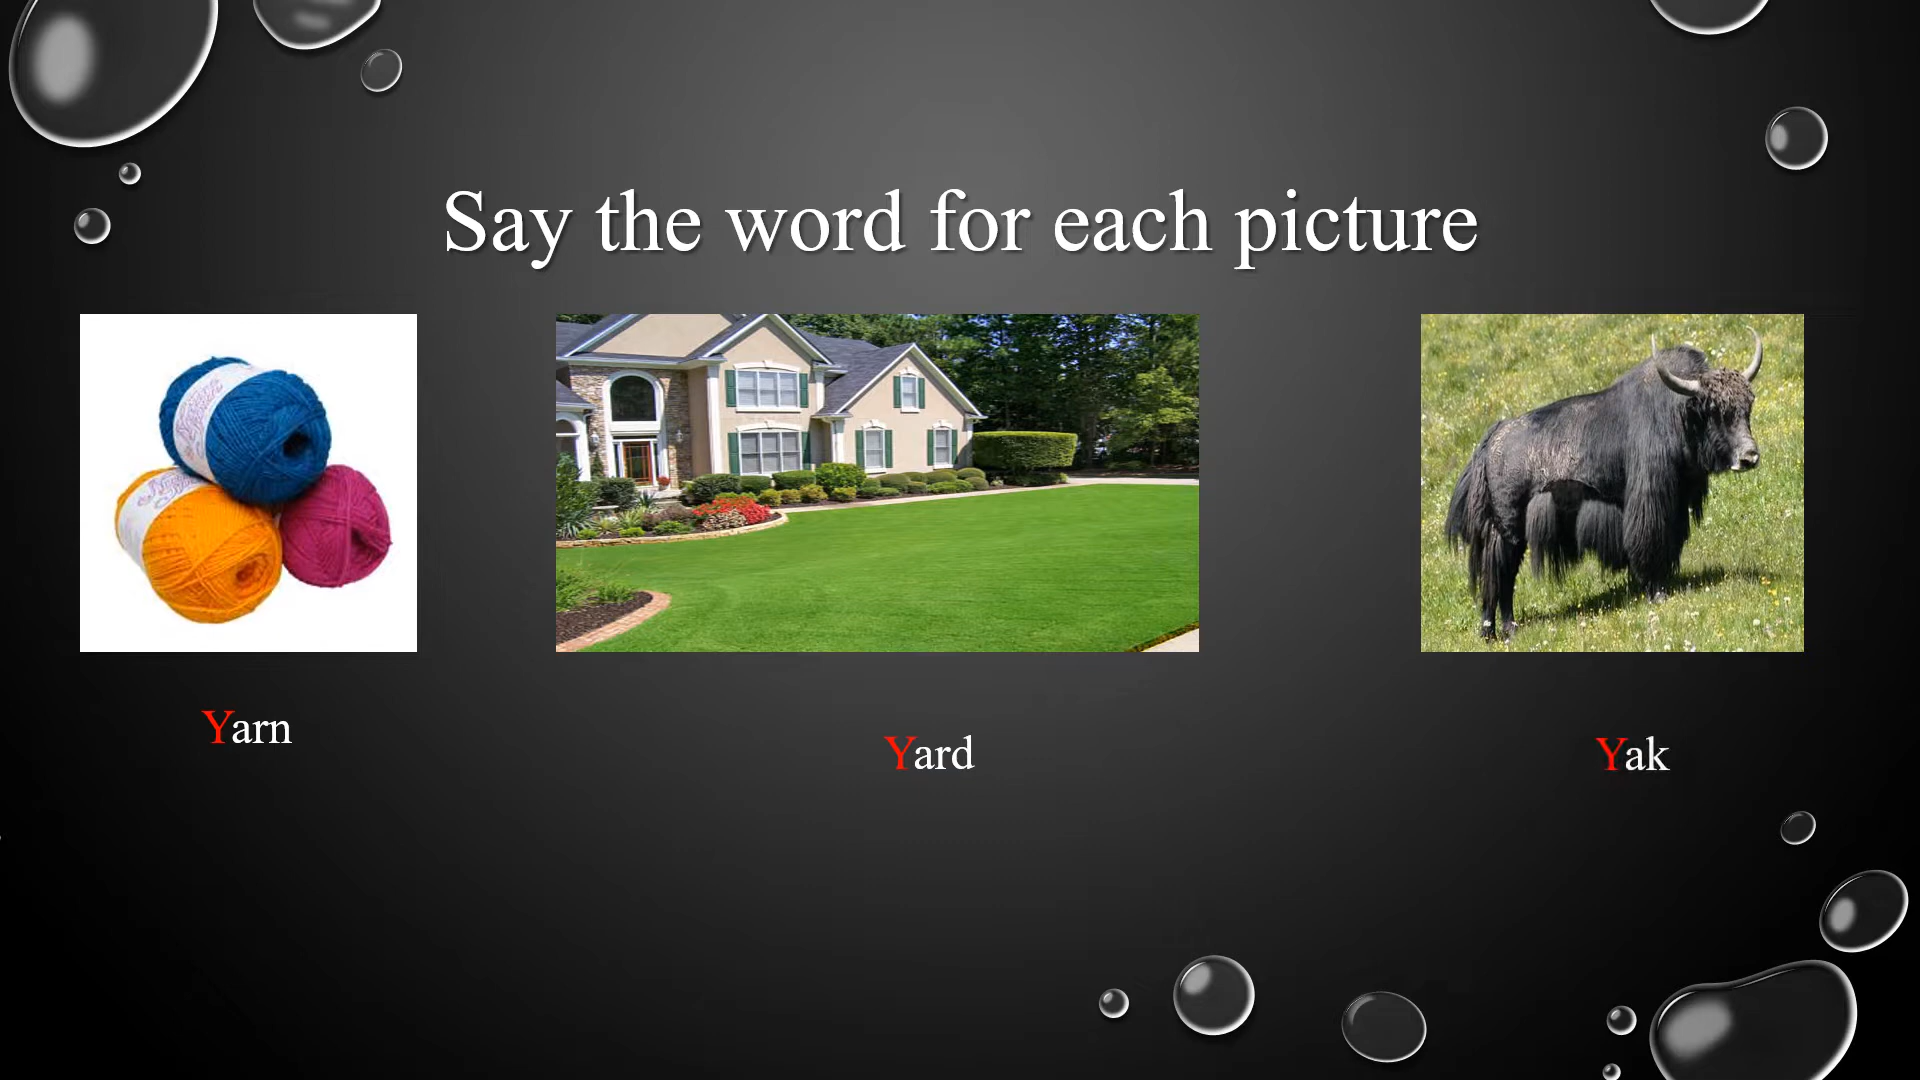 Say the word for each picture
Yarn
Yard
Yak